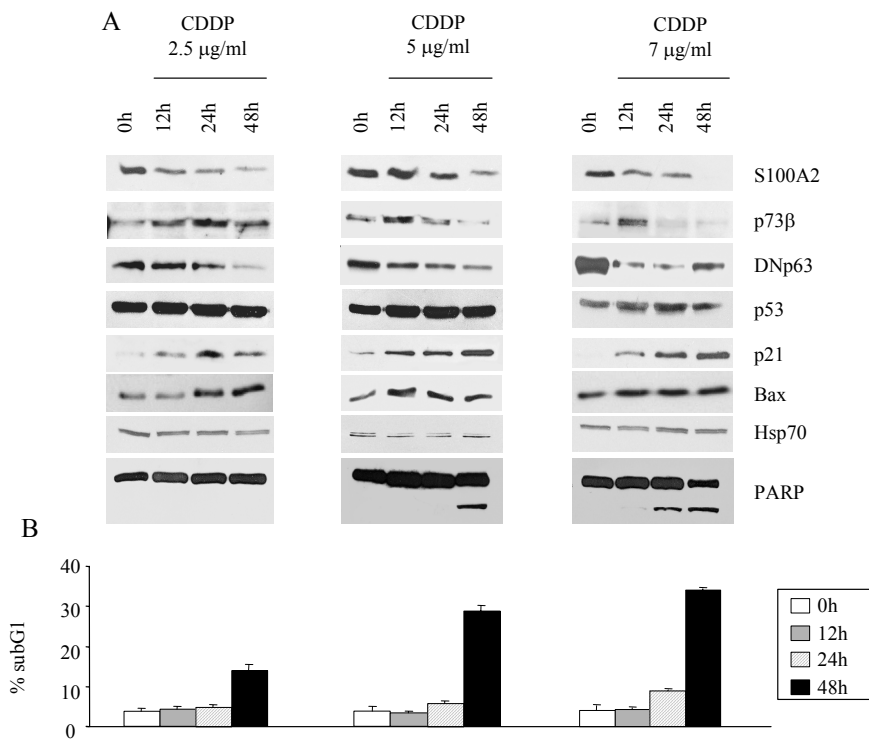 A
CDDP
2.5 µg/ml
CDDP
5 µg/ml
CDDP
7 µg/ml
0h 12h 24h 48h 0h 12h 24h 48h 0h 12h 24h 48h
S100A2
p73β
DNp63
p53
p21
Bax
Hsp70
PARP
B
% subG1
40
30
20
10
0
0h
12h
24h
48h